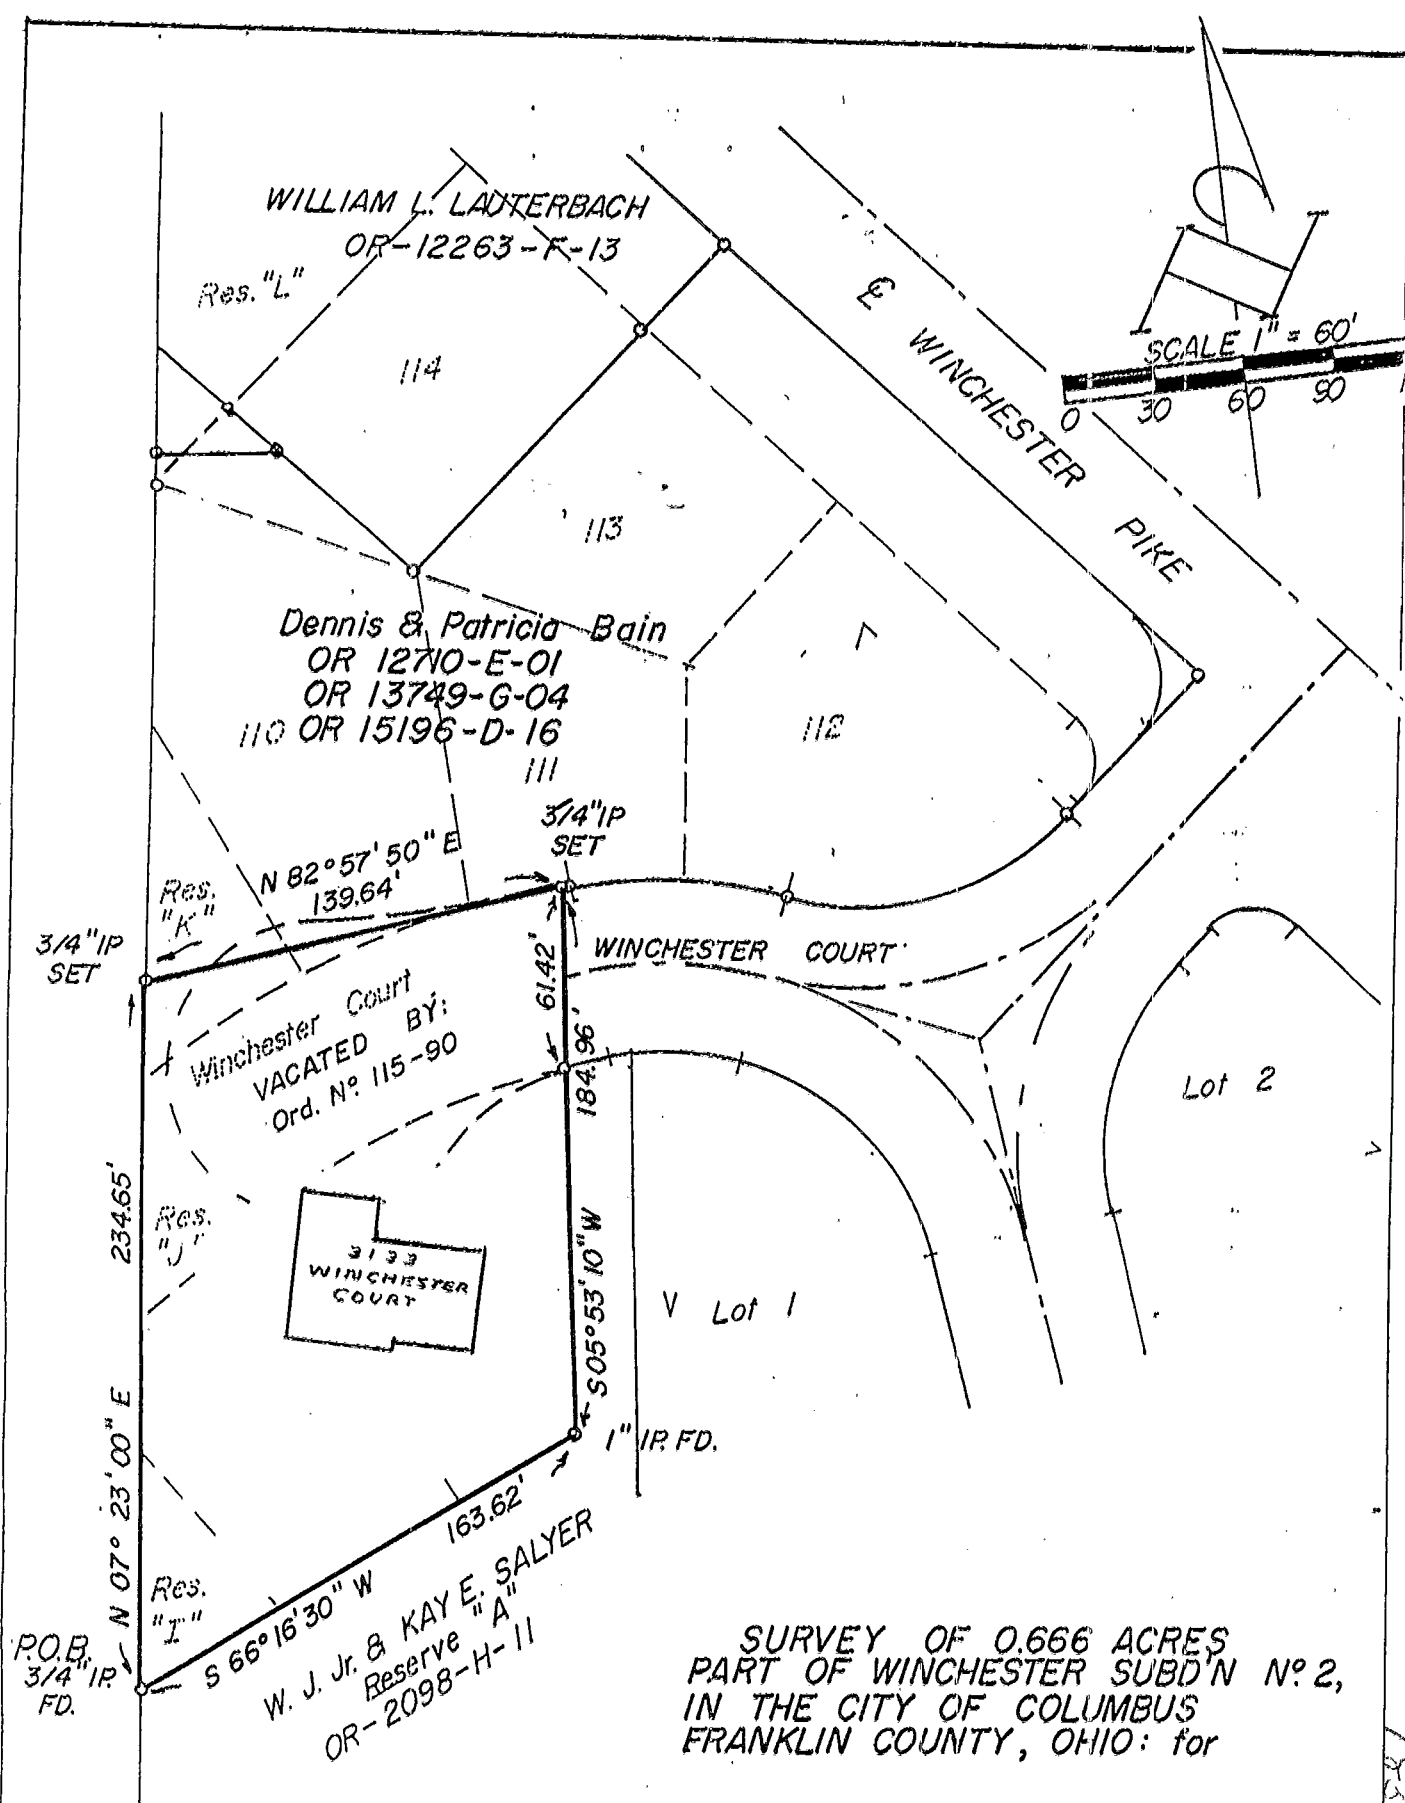 WILLIAM L. LAUTERBACH
OR-12263-F-13
Res. "L"
114
℄ WINCHESTER PIKE
SCALE 1" = 60'
0 30 60 90
113
Dennis & Patricia Bain
OR 12710-E-01
OR 13749-G-04
110 OR 15196-D-16
111
112
3/4" IP
SET
N 82° 57' 50" E
139.64'
Res.
"K"
3/4" IP
SET
61.42'
WINCHESTER COURT
Winchester Court
VACATED BY:
Ord. Nº 115-90
184.96'
Lot 2
234.65'
Res.
"J"
3133
WINCHESTER
COURT
S 05° 53' 10" W
Lot 1
1" IP. FD.
N 07° 23' 00" E
163.62'
Res.
"I"
S 66° 16' 30" W
P.O.B.
3/4" IP.
FD.
W. J. Jr. & KAY E. SALYER
Reserve "A"
OR-2098-H-11
SURVEY OF 0.666 ACRES
PART OF WINCHESTER SUBD'N Nº 2,
IN THE CITY OF COLUMBUS
FRANKLIN COUNTY, OHIO: for